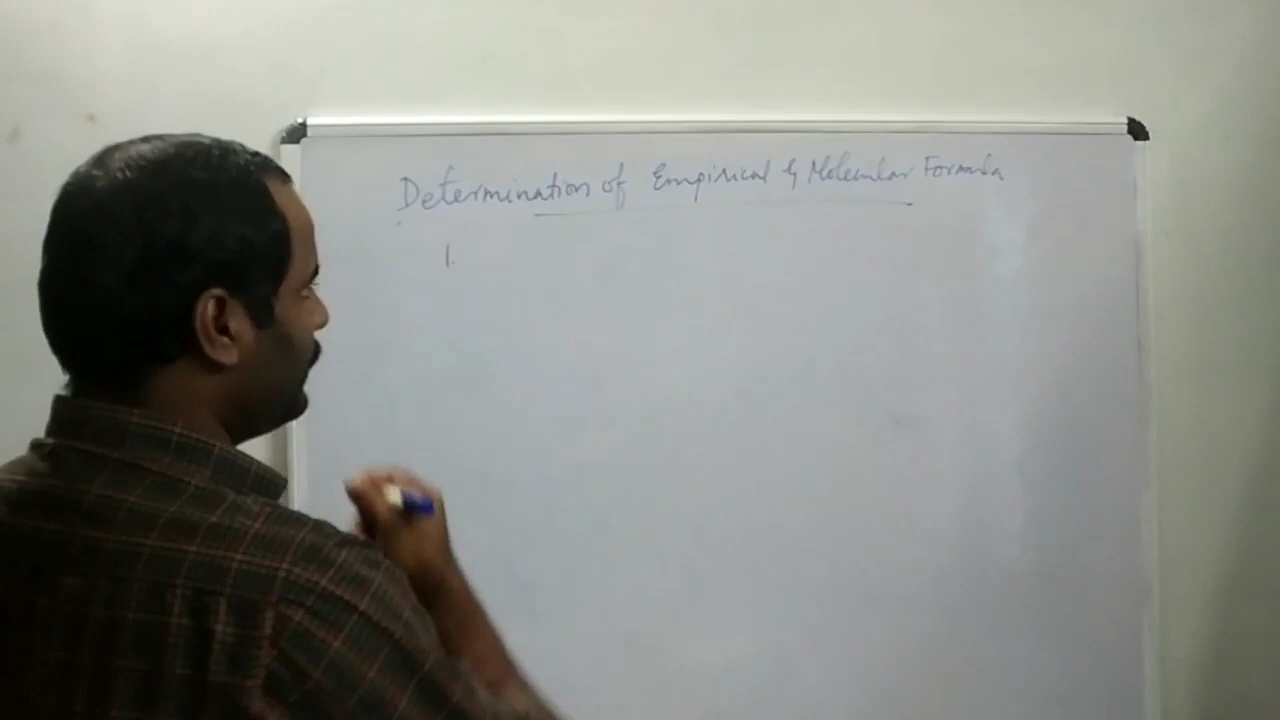 Determination of Empirical & Molecular Formula
1.